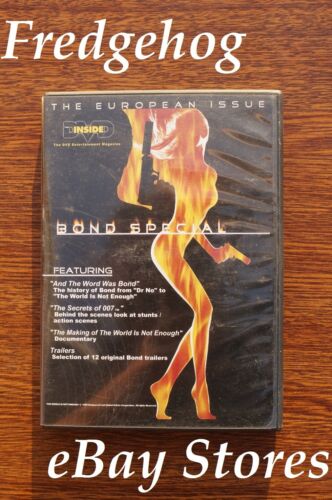 Fredgehog
THE EUROPEAN ISSUE
INSIDE
DVD
The DVD Entertainment Magazine
BOND SPECIAL
FEATURING
"And The Word Was Bond"
The history of Bond from "Dr No" to
"The World Is Not Enough"
"The Secrets of 007..."
Behind the scenes look at stunts /
action scenes
"The Making of The World Is Not Enough"
Documentary
Trailers
Selection of 12 original Bond trailers
eBay Stores